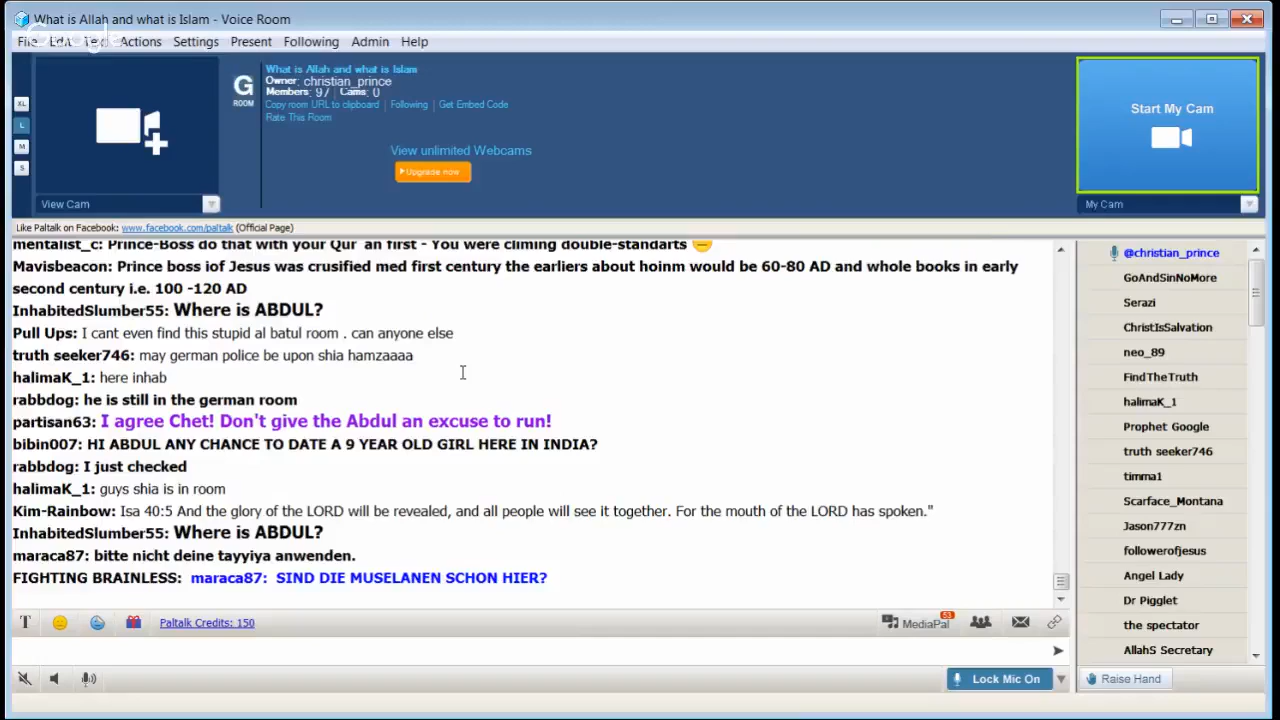 What is Allah and what is Islam - Voice Room
Google
File Edit Text Actions Settings Present Following Admin Help
XL
L
M
S
View Cam
G
ROOM
What is Allah and what is Islam
Owner: christian_prince
Members: 97 | Cams: 0
Copy room URL to clipboard | Following | Get Embed Code
Rate This Room
View unlimited Webcams
Upgrade now
Start My Cam
My Cam
Like Paltalk on Facebook: www.facebook.com/paltalk (Official Page)
mentalist_c: Prince-Boss do that with your Qur an first - You were climing double-standarts
Mavisbeacon: Prince boss iof Jesus was crusified med first century the earliers about hoinm would be 60-80 AD and whole books in early
second century i.e. 100 -120 AD
InhabitedSlumber55: Where is ABDUL?
Pull Ups: I cant even find this stupid al batul room . can anyone else
truth seeker746: may german police be upon shia hamzaaaa
halimaK_1: here inhab
rabbdog: he is still in the german room
partisan63: I agree Chet! Don't give the Abdul an excuse to run!
bibin007: HI ABDUL ANY CHANCE TO DATE A 9 YEAR OLD GIRL HERE IN INDIA?
rabbdog: I just checked
halimaK_1: guys shia is in room
Kim-Rainbow: Isa 40:5 And the glory of the LORD will be revealed, and all people will see it together. For the mouth of the LORD has spoken."
InhabitedSlumber55: Where is ABDUL?
maraca87: bitte nicht deine tayyiya anwenden.
FIGHTING BRAINLESS: maraca87: SIND DIE MUSELANEN SCHON HIER?
@christian_prince
GoAndSinNoMore
Serazi
ChristIsSalvation
neo_89
FindTheTruth
halimaK_1
Prophet Google
truth seeker746
timma1
Scarface_Montana
Jason777zn
followerofjesus
Angel Lady
Dr Pigglet
the spectator
AllahS Secretary
T
Paltalk Credits: 150
MediaPal
53
Lock Mic On
Raise Hand